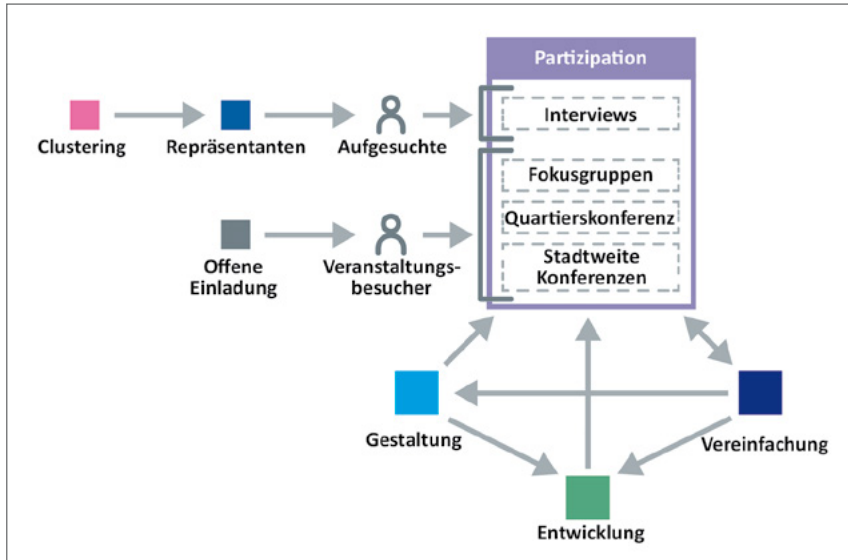 Partizipation
Interviews
Clustering
Repräsentanten
Aufgesuchte
Fokusgruppen
Quartierskonferenz
Stadtweite
Konferenzen
Offene
Einladung
Veranstaltungs-
besucher
Gestaltung
Vereinfachung
Entwicklung